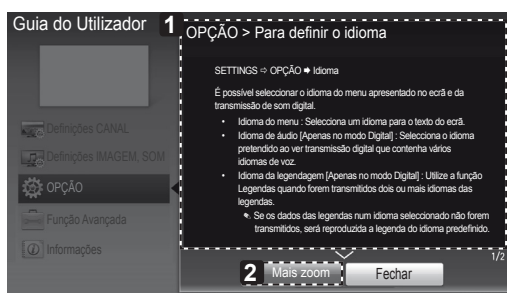 Guia do Utilizador
1
OPÇÃO > Para definir o idioma
SETTINGS ⇨ OPÇÃO ➡ Idioma
É possível seleccionar o idioma do menu apresentado no ecrã e da
transmissão de som digital.
• Idioma do menu : Selecciona um idioma para o texto do ecrã.
• Idioma de áudio [Apenas no modo Digital] : Selecciona o idioma
pretendido ao ver transmissão digital que contenha vários
idiomas de voz.
• Idioma da legendagem [Apenas no modo Digital] : Utilize a função
Legendas quando forem transmitidos dois ou mais idiomas das
legendas.
Se os dados das legendas num idioma seleccionado não forem
transmitidos, será reproduzida a legenda do idioma predefinido.
Definições CANAL
Definições IMAGEM, SOM
OPÇÃO
Função Avançada
Informações
1/2
2
Mais zoom
Fechar